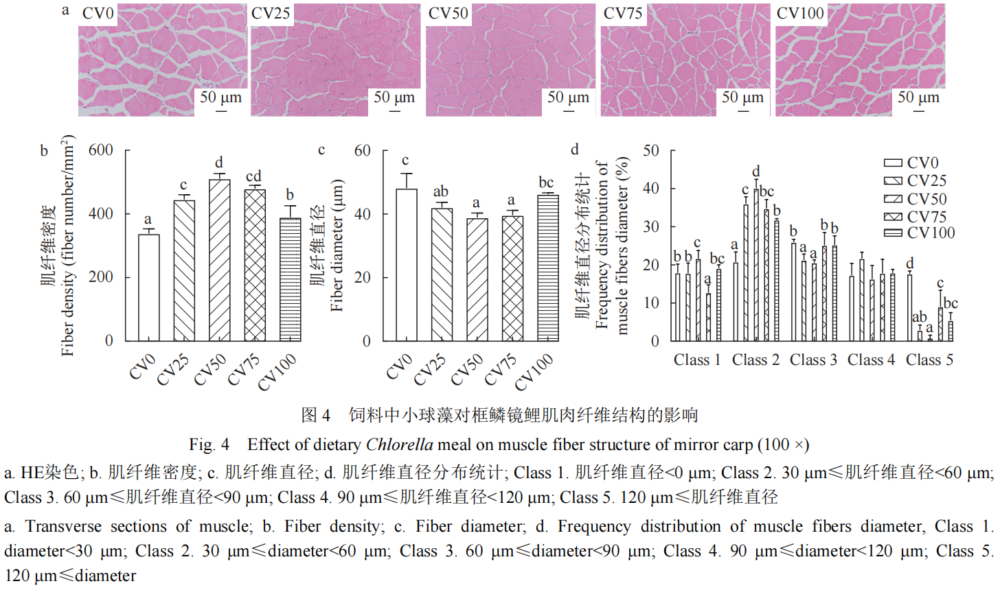 a
CV0
CV25
CV50
CV75
CV100
50 μm
50 μm
50 μm
50 μm
50 μm
b
肌纤维密度
Fiber density (fiber number/mm²)
600
400
200
0
a
c
d
cd
b
CV0
CV25
CV50
CV75
CV100
c
肌纤维直径
Fiber diameter (μm)
60
40
20
0
c
ab
a
a
bc
CV0
CV25
CV50
CV75
CV100
d
肌纤维直径分布统计
Frequency distribution of
muscle fibers diameter (%)
50
40
30
20
10
0
CV0
CV25
CV50
CV75
CV100
b b c a bc
a c d bc b
b a a b b
d ab a c bc
Class 1
Class 2
Class 3
Class 4
Class 5
图 4 饲料中小球藻对框鳞镜鲤肌肉纤维结构的影响
Fig. 4 Effect of dietary Chlorella meal on muscle fiber structure of mirror carp (100 ×)
a. HE染色; b. 肌纤维密度; c. 肌纤维直径; d. 肌纤维直径分布统计; Class 1. 肌纤维直径<0 μm; Class 2. 30 μm≤肌纤维直径<60 μm;
Class 3. 60 μm≤肌纤维直径<90 μm; Class 4. 90 μm≤肌纤维直径<120 μm; Class 5. 120 μm≤肌纤维直径
a. Transverse sections of muscle; b. Fiber density; c. Fiber diameter; d. Frequency distribution of muscle fibers diameter, Class 1.
diameter<30 μm; Class 2. 30 μm≤diameter<60 μm; Class 3. 60 μm≤diameter<90 μm; Class 4. 90 μm≤diameter<120 μm; Class 5.
120 μm≤diameter